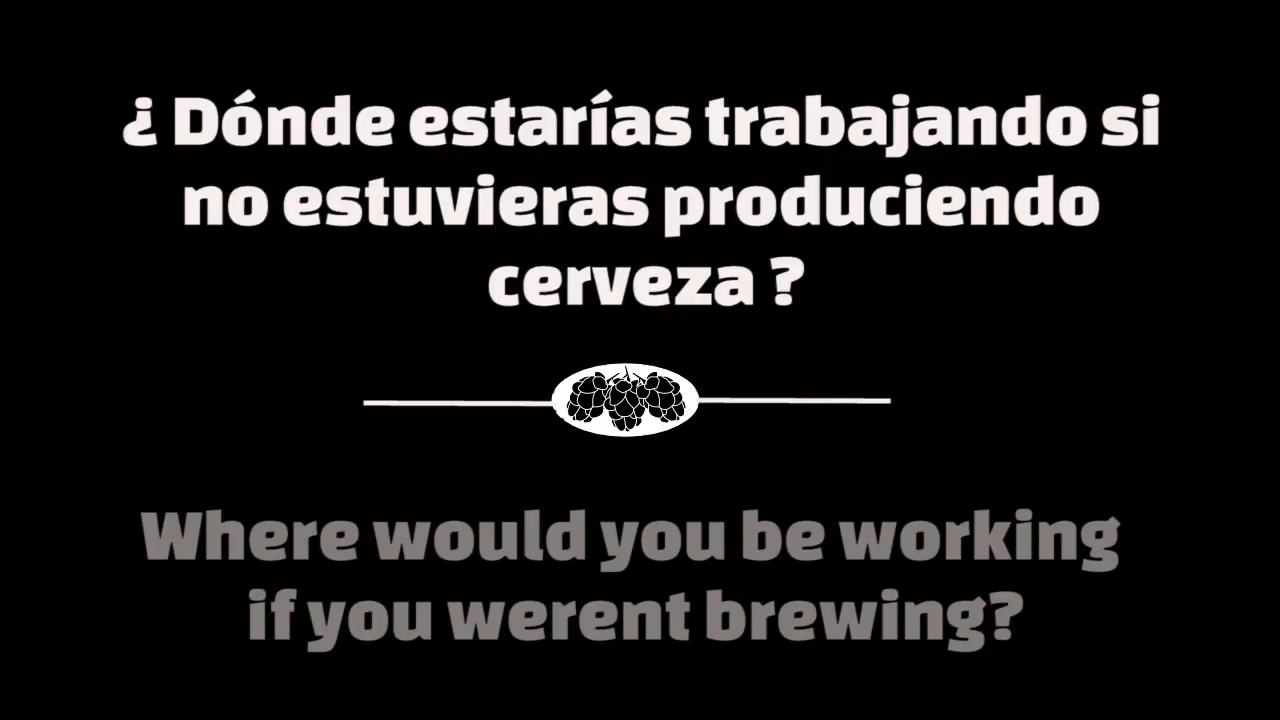 ¿ Dónde estarías trabajando si
no estuvieras produciendo
cerveza ?
Where would you be working
if you werent brewing?